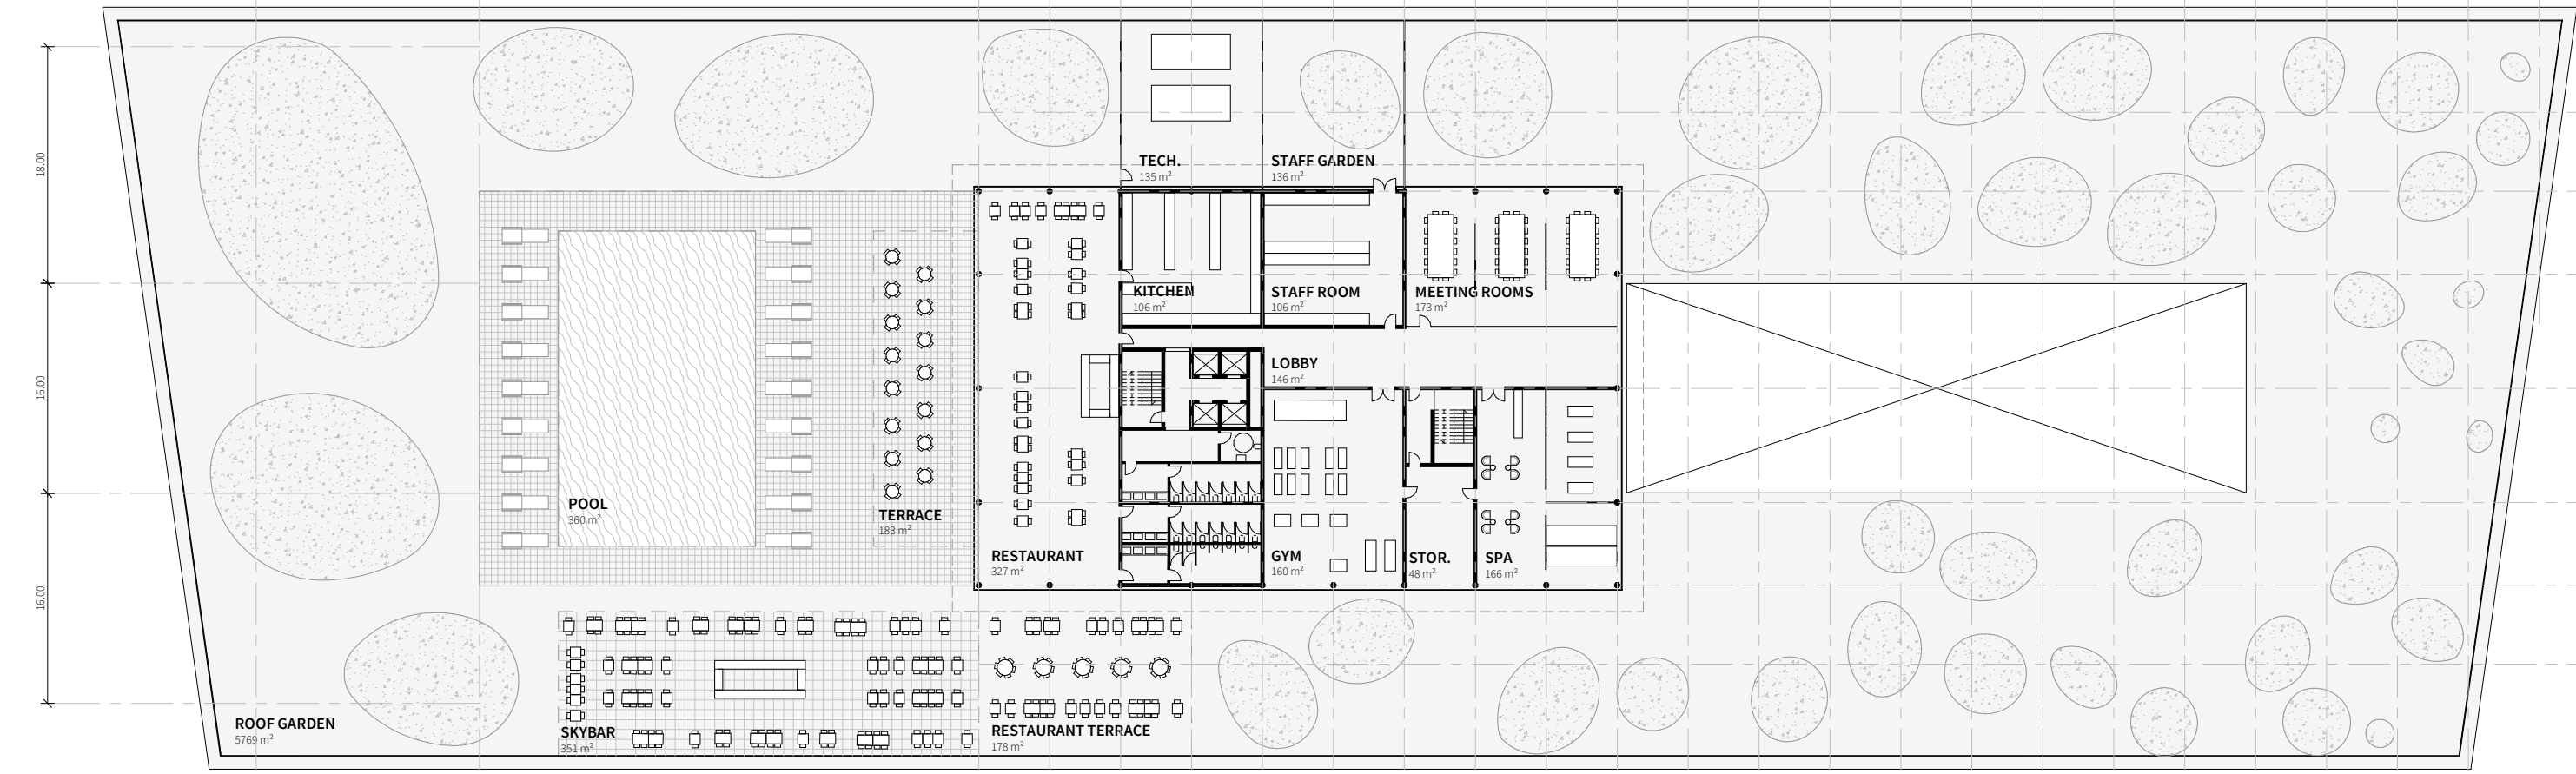 18.00
16.00
16.00
TECH.
135 m²
STAFF GARDEN
136 m²
KITCHEN
106 m²
STAFF ROOM
106 m²
MEETING ROOMS
173 m²
LOBBY
146 m²
POOL
360 m²
TERRACE
183 m²
RESTAURANT
327 m²
GYM
160 m²
STOR.
48 m²
SPA
166 m²
ROOF GARDEN
5769 m²
SKYBAR
351 m²
RESTAURANT TERRACE
178 m²